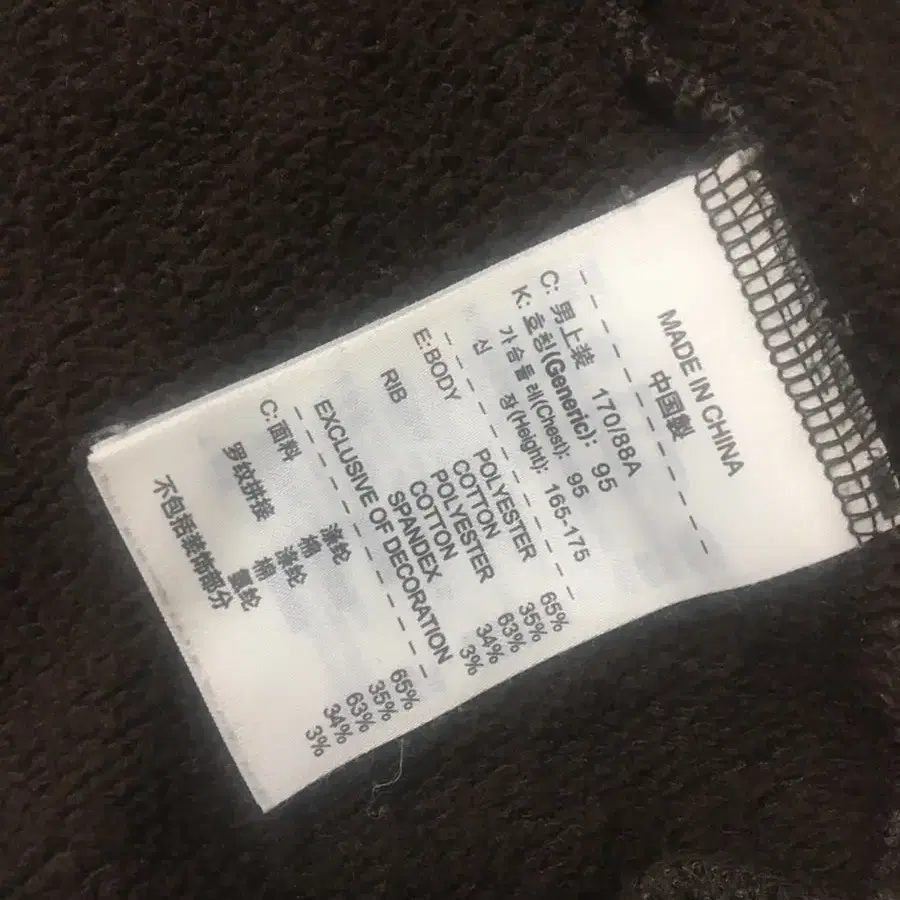 MADE IN CHINA
中国製
C: 男上装 170/88A
K: 호칭(Generic): 95
가슴둘레(Chest): 95
신 장(Height): 165-175
E: BODY POLYESTER 65%
COTTON 35%
RIB POLYESTER 63%
COTTON 34%
SPANDEX 3%
EXCLUSIVE OF DECORATION
C: 面料 涤纶 65%
棉 35%
罗纹拼接 涤纶 63%
棉 34%
氨纶 3%
不包括装饰部分